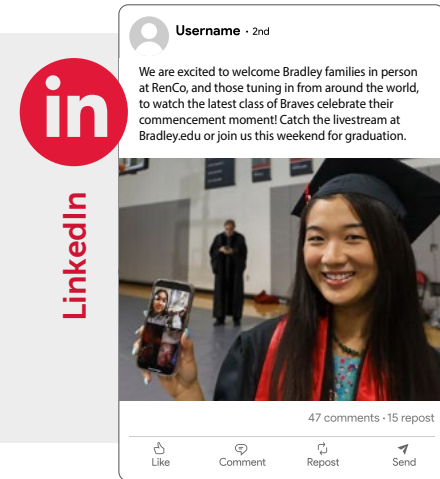 in
LinkedIn
Username · 2nd
We are excited to welcome Bradley families in person
at RenCo, and those tuning in from around the world,
to watch the latest class of Braves celebrate their
commencement moment! Catch the livestream at
Bradley.edu or join us this weekend for graduation.
47 comments · 15 repost
Like
Comment
Repost
Send